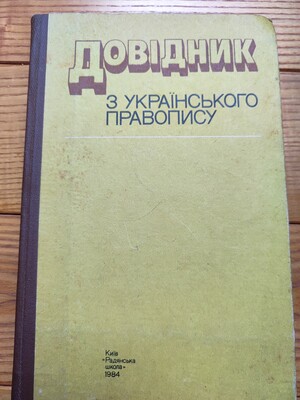 ДОВІДНИК
З УКРАЇНСЬКОГО
ПРАВОПИСУ
Київ
«Радянська
школа»
1984